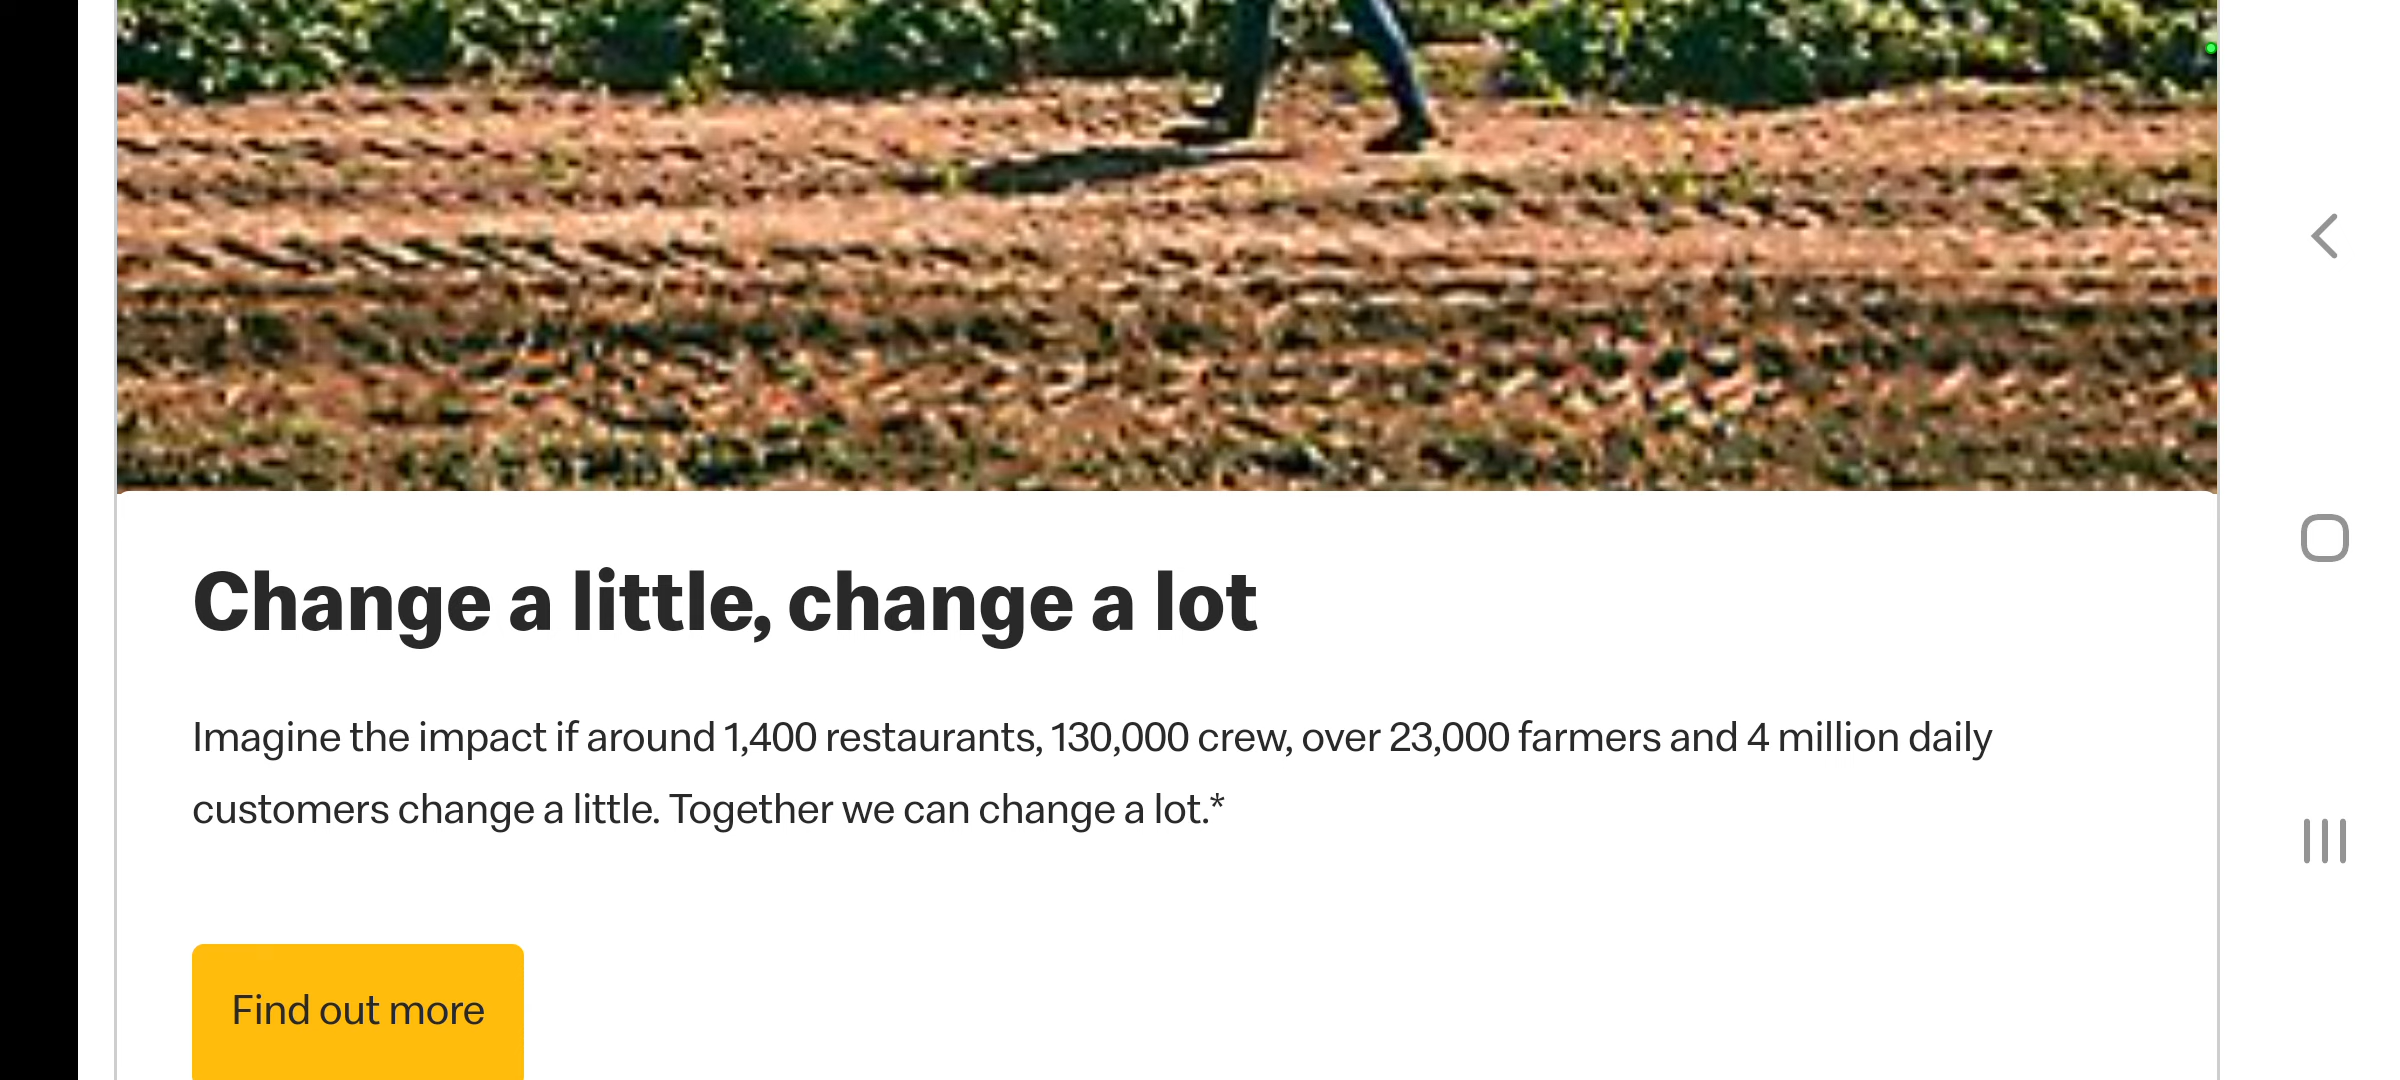 Change a little, change a lot
Imagine the impact if around 1,400 restaurants, 130,000 crew, over 23,000 farmers and 4 million daily
customers change a little. Together we can change a lot.*
Find out more